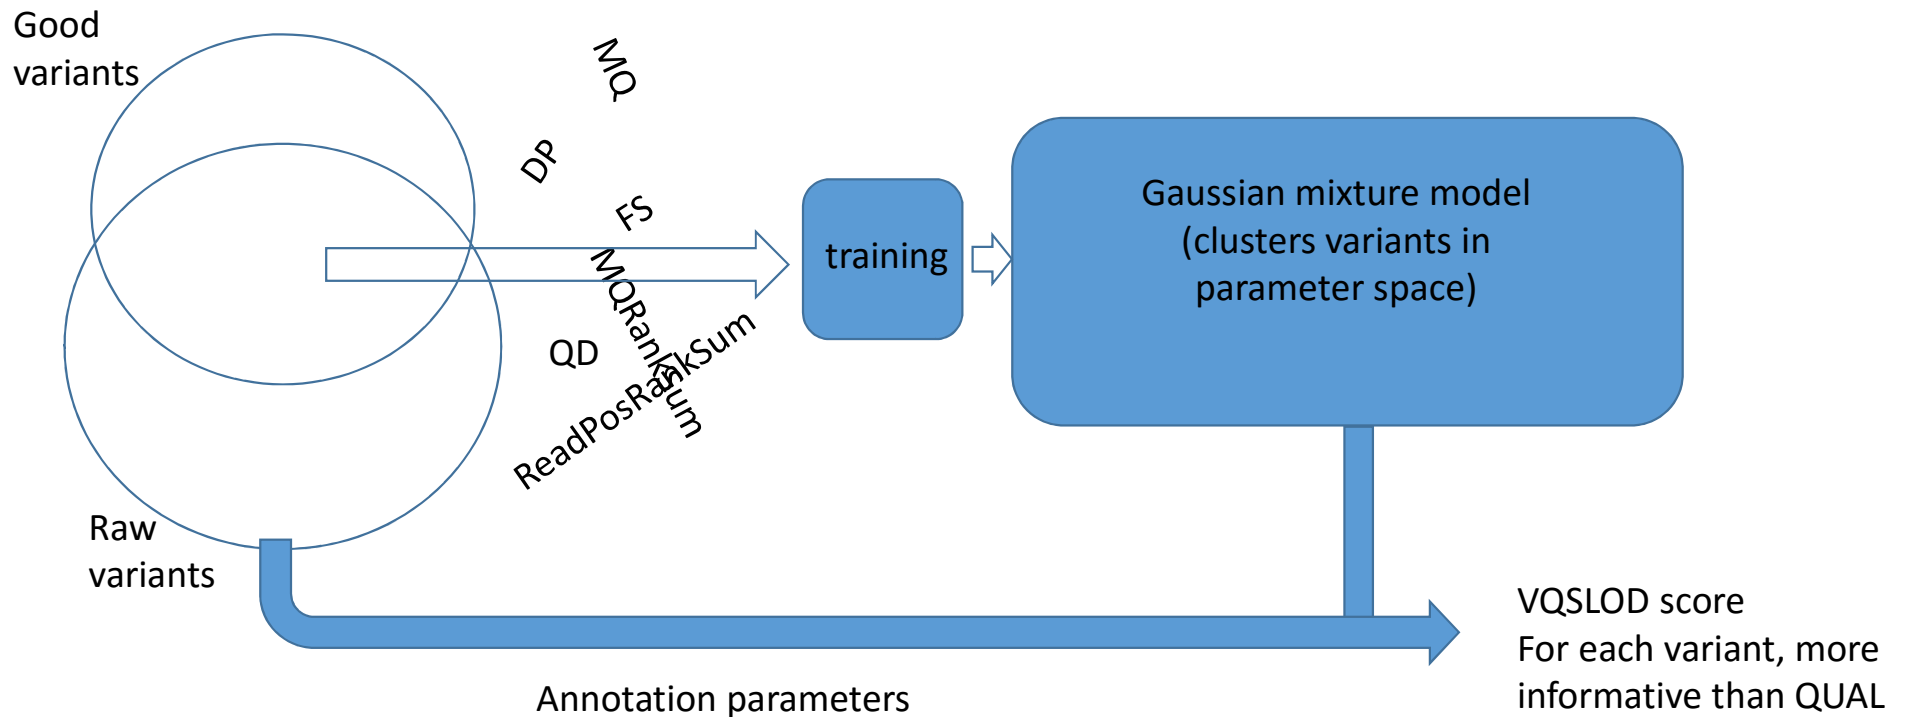 Good
variants
MQ
DP
FS
MQRankSum
QD
ReadPosRankSum
training
Gaussian mixture model
(clusters variants in
parameter space)
Raw
variants
VQSLOD score
For each variant, more
informative than QUAL
Annotation parameters